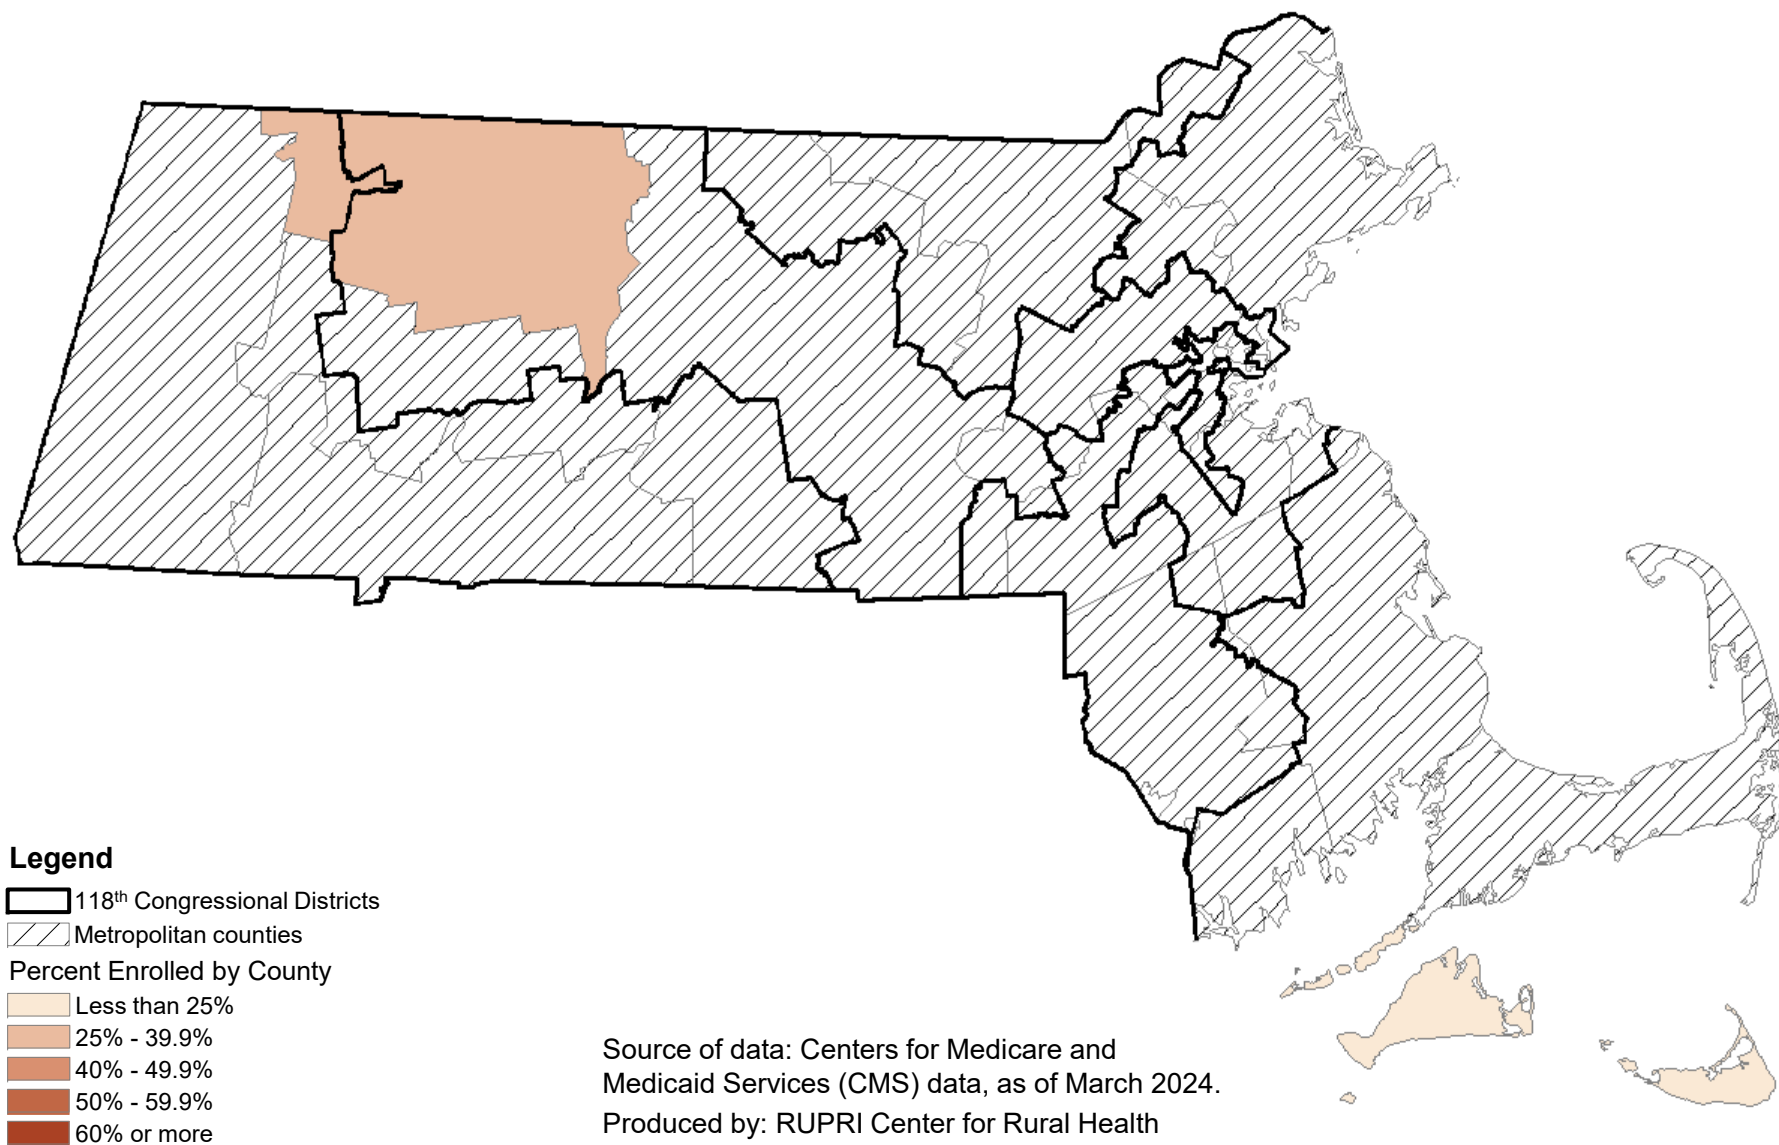 Legend
118th Congressional Districts
Metropolitan counties
Percent Enrolled by County
Less than 25%
25% - 39.9%
40% - 49.9%
50% - 59.9%
60% or more
Source of data: Centers for Medicare and
Medicaid Services (CMS) data, as of March 2024.
Produced by: RUPRI Center for Rural Health